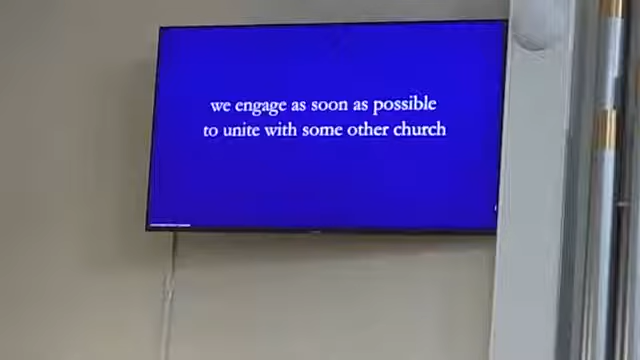 we engage as soon as possible
to unite with some other church